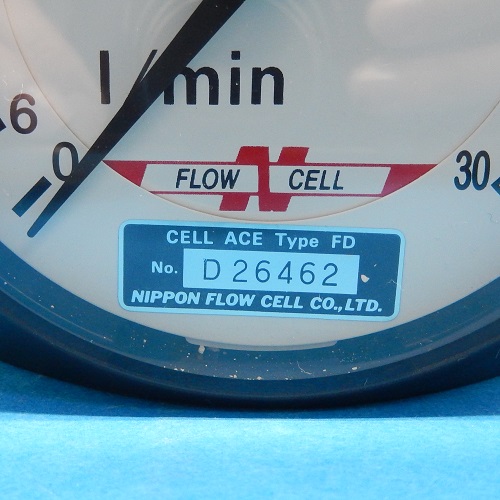 l/min
6
0
30
FLOW N CELL
CELL ACE Type FD
No. D26462
NIPPON FLOW CELL CO.,LTD.